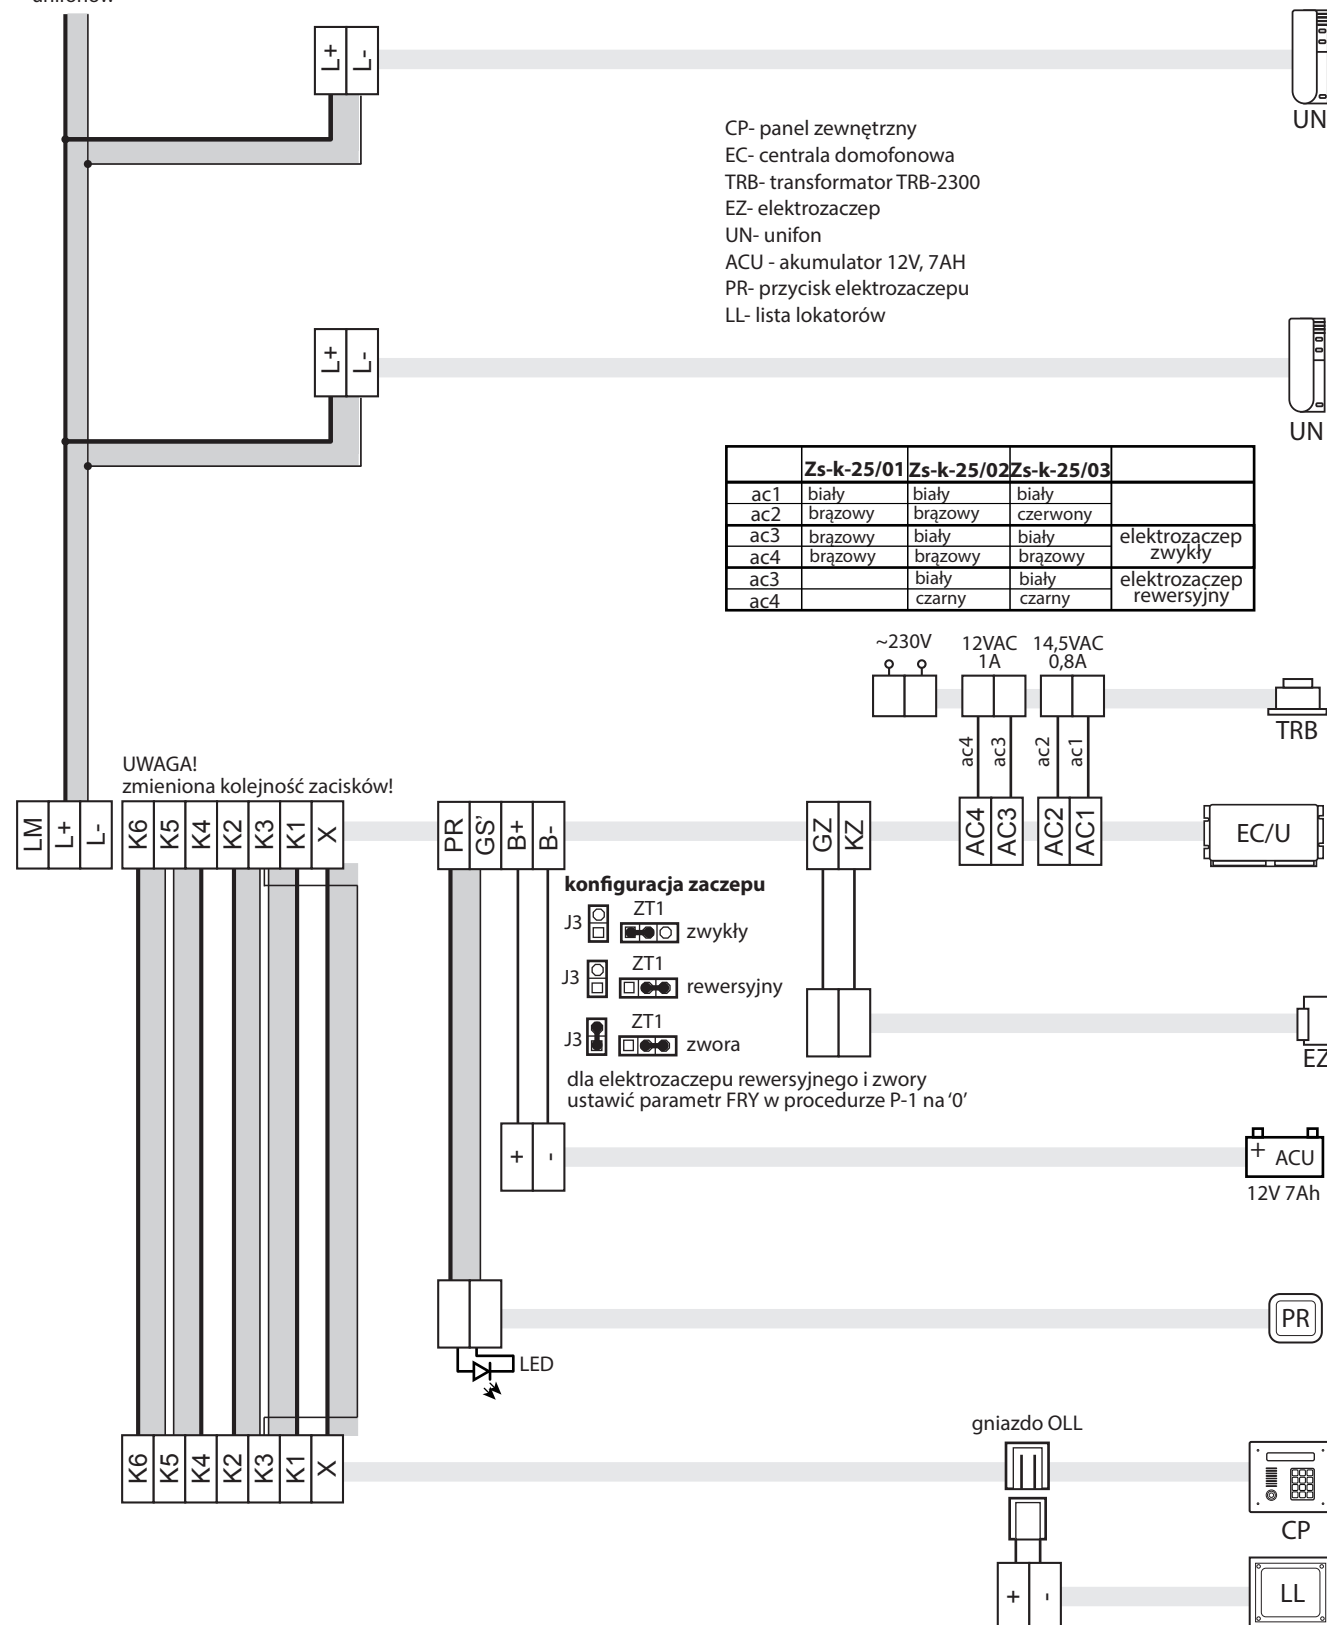 L+ L-
UN
CP- panel zewnętrzny
EC- centrala domofonowa
TRB- transformator TRB-2300
EZ- elektrozaczep
UN- unifon
ACU - akumulator 12V, 7AH
PR- przycisk elektrozaczepu
LL- lista lokatorów
L+ L-
UN
Zs-k-25/01 Zs-k-25/02 Zs-k-25/03
ac1 biały biały biały
ac2 brązowy brązowy czerwony
ac3 brązowy biały biały elektrozaczep
ac4 brązowy brązowy brązowy zwykły
ac3 biały biały elektrozaczep
ac4 czarny czarny rewersyjny
~230V 12VAC 14,5VAC
1A 0,8A
TRB
ac4 ac3 ac2 ac1
UWAGA!
zmieniona kolejność zacisków!
LM L+ L- K6 K5 K4 K2 K3 K1 X PR GS' B+ B- GZ KZ AC4 AC3 AC2 AC1 EC/U
konfiguracja zaczepu
J3 ZT1 zwykły
J3 ZT1 rewersyjny
J3 ZT1 zwora
EZ
dla elektrozaczepu rewersyjnego i zwory
ustawić parametr FRY w procedurze P-1 na '0'
+ - + ACU
12V 7Ah
PR
LED
gniazdo OLL
K6 K5 K4 K2 K3 K1 X
CP
+ - LL